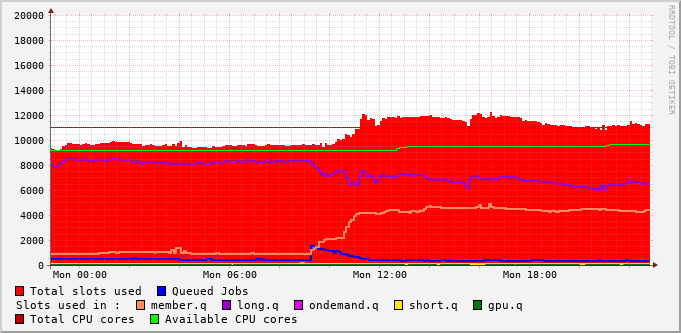 20000
18000
16000
14000
12000
10000
8000
6000
4000
2000
0
Mon 00:00 Mon 06:00 Mon 12:00 Mon 18:00
RRDTOOL / TOBI OETIKER
Total slots used Queued Jobs
Slots used in : member.q long.q ondemand.q short.q gpu.q
Total CPU cores Available CPU cores